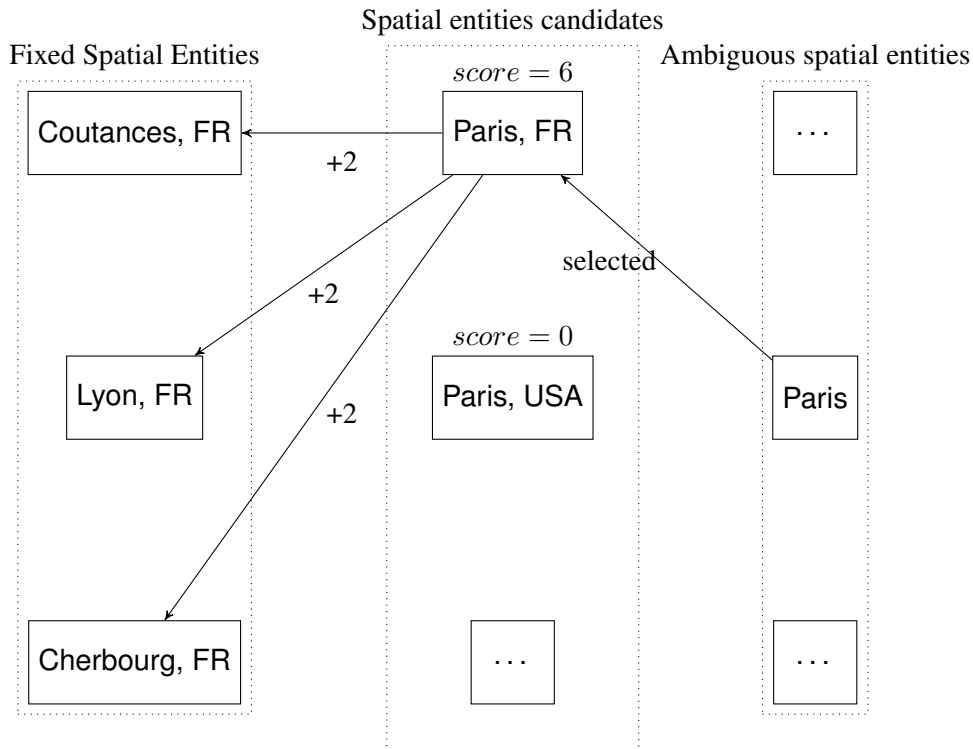 Spatial entities candidates
Fixed Spatial Entities
Ambiguous spatial entities
score = 6
Coutances, FR
Paris, FR
...
+2
selected
+2
score = 0
Lyon, FR
Paris, USA
Paris
+2
Cherbourg, FR
...
...